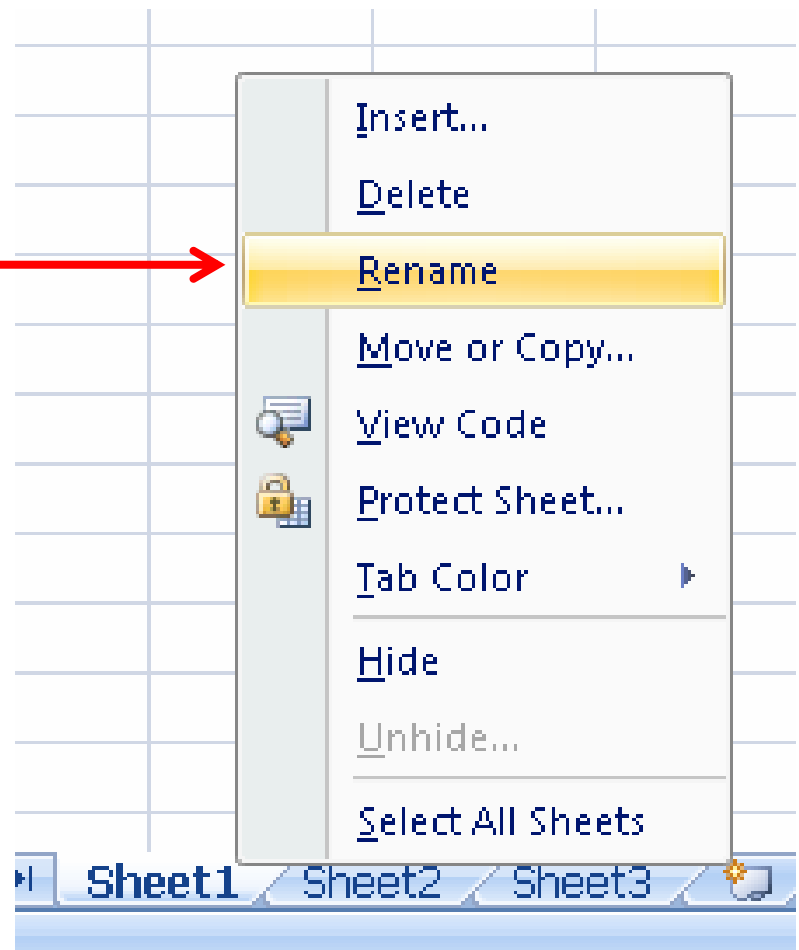 Insert...
Delete
Rename
Move or Copy...
View Code
Protect Sheet...
Tab Color
Hide
Unhide...
Select All Sheets
Sheet1 Sheet2 Sheet3